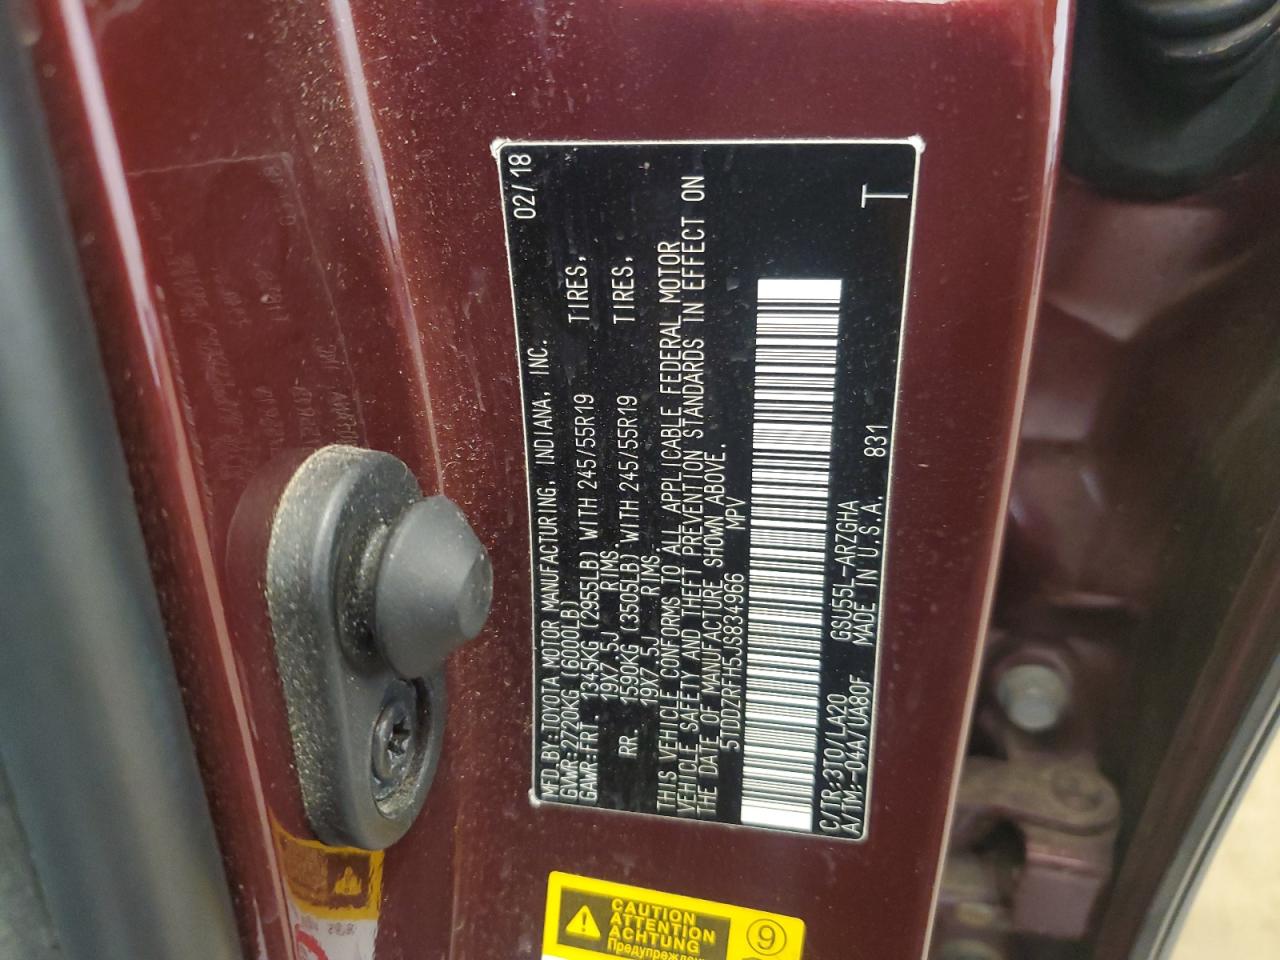 MFD.BY:TOYOTA MOTOR MANUFACTURING, INDIANA, INC. 02/18
GVWR:2720KG (6000LB)
GAWR:FRT. 1345KG (2955LB) WITH 245/55R19 TIRES,
19X7.5J RIMS.
RR. 1590KG (3505LB) WITH 245/55R19 TIRES,
19X7.5J RIMS.
THIS VEHICLE CONFORMS TO ALL APPLICABLE FEDERAL MOTOR
VEHICLE SAFETY AND THEFT PREVENTION STANDARDS IN EFFECT ON
THE DATE OF MANUFACTURE SHOWN ABOVE.
5TDDZRFH5JS834966 MPV
C/TR:3T0/LA20 GSU55L-ARZGHA T
A/TM:-04A/UA80F MADE IN U.S.A. 831
CAUTION
ATTENTION
ACHTUNG
9